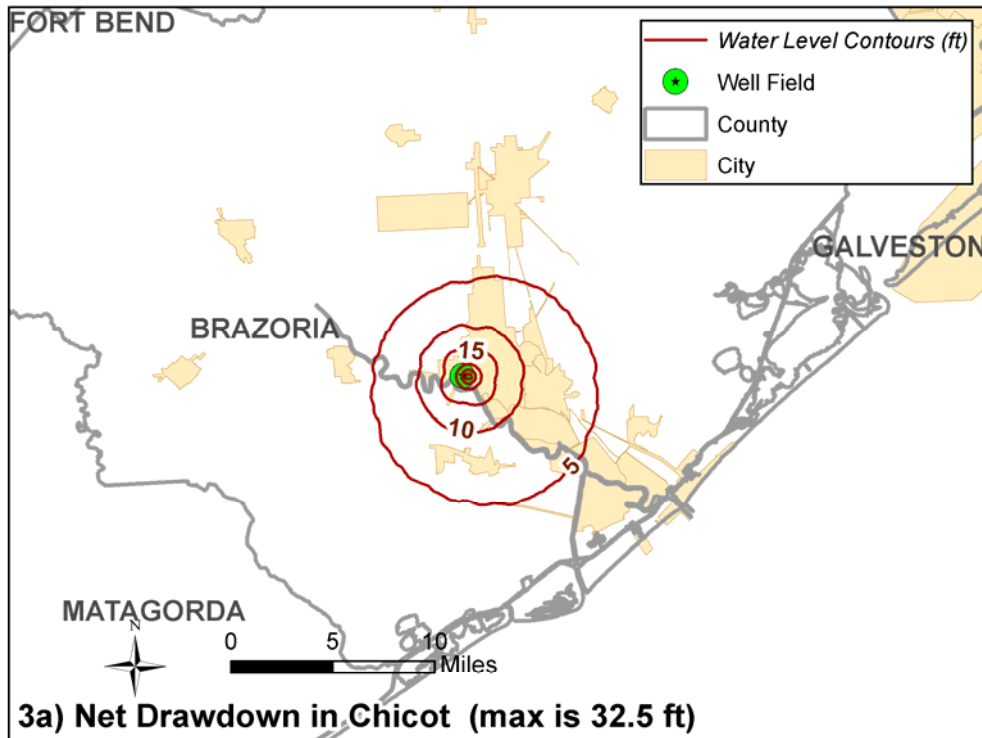 FORT BEND
Water Level Contours (ft)
Well Field
County
City
GALVESTON
BRAZORIA
15
10
5
MATAGORDA
N
0 5 10
Miles
3a) Net Drawdown in Chicot (max is 32.5 ft)